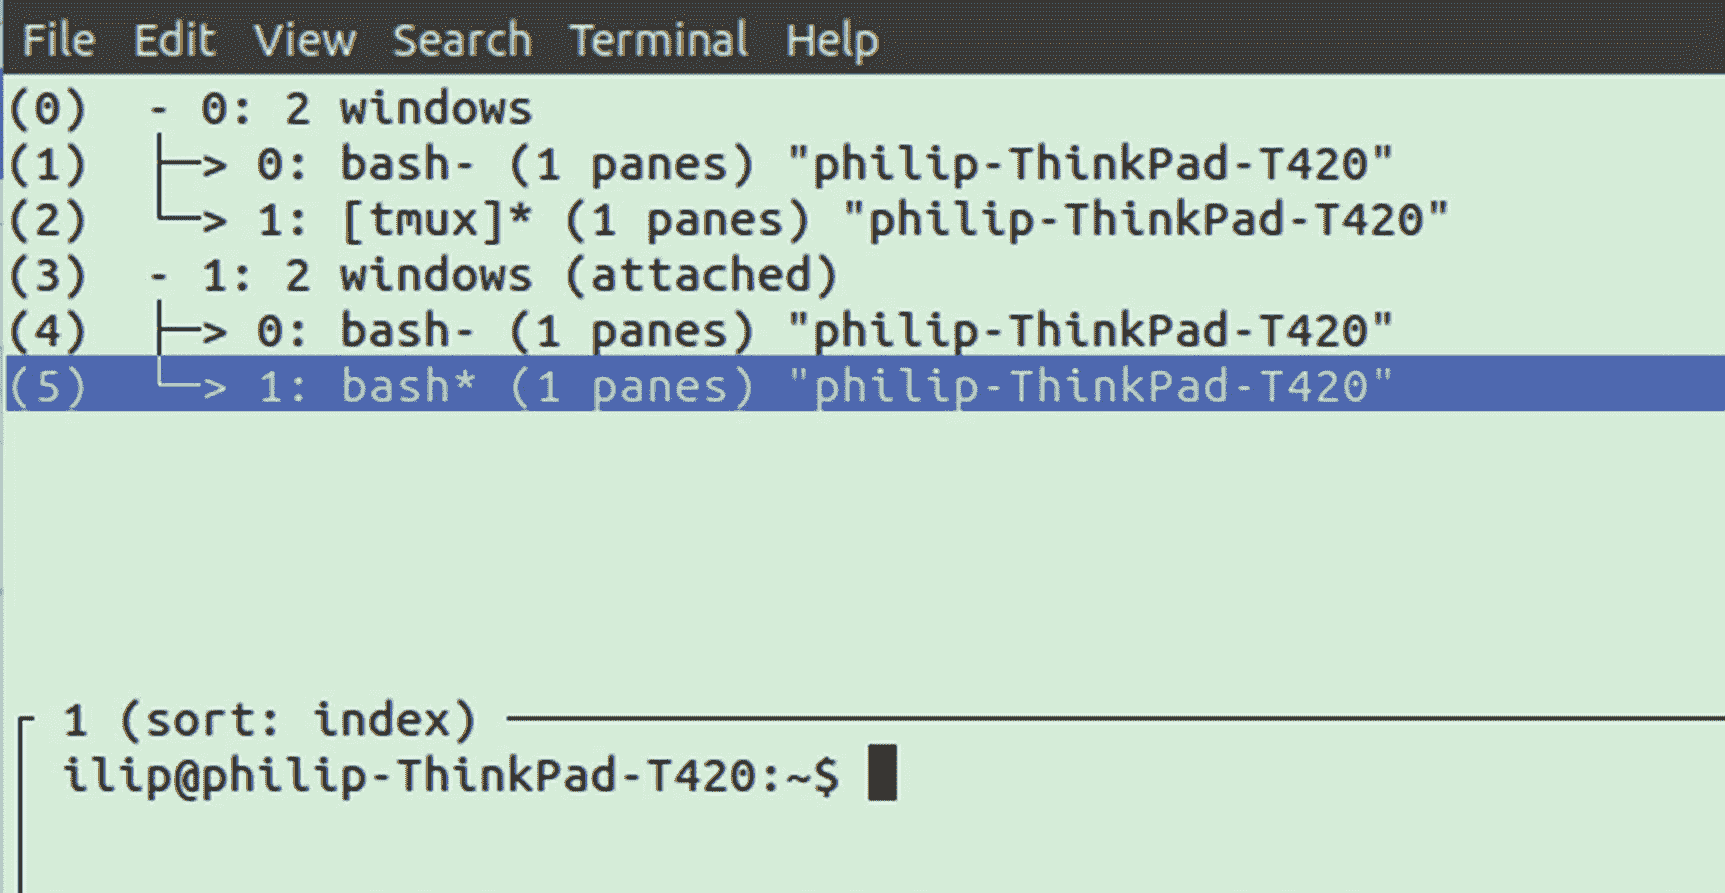 File Edit View Search Terminal Help
(0) - 0: 2 windows
(1) ├─> 0: bash- (1 panes) "philip-ThinkPad-T420"
(2) └─> 1: [tmux]* (1 panes) "philip-ThinkPad-T420"
(3) - 1: 2 windows (attached)
(4) ├─> 0: bash- (1 panes) "philip-ThinkPad-T420"
(5) └─> 1: bash* (1 panes) "philip-ThinkPad-T420"
1 (sort: index)
ilip@philip-ThinkPad-T420:~$